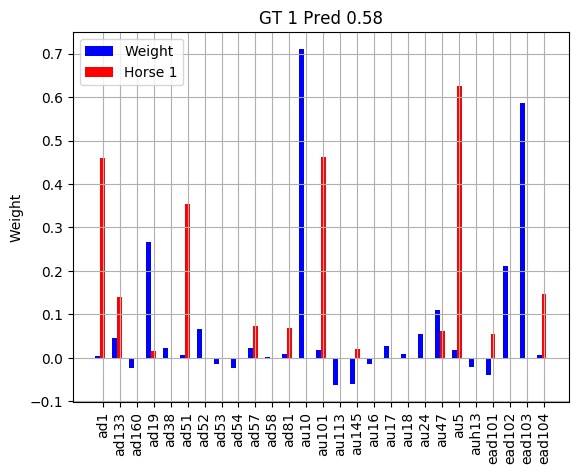 GT 1 Pred 0.58
Weight
Horse 1
Weight
0.7
0.6
0.5
0.4
0.3
0.2
0.1
0.0
−0.1
ad1
ad133
ad160
ad19
ad38
ad51
ad52
ad53
ad54
ad57
ad58
ad81
au10
au101
au113
au145
au16
au17
au18
au24
au47
au5
auh13
ead101
ead102
ead103
ead104